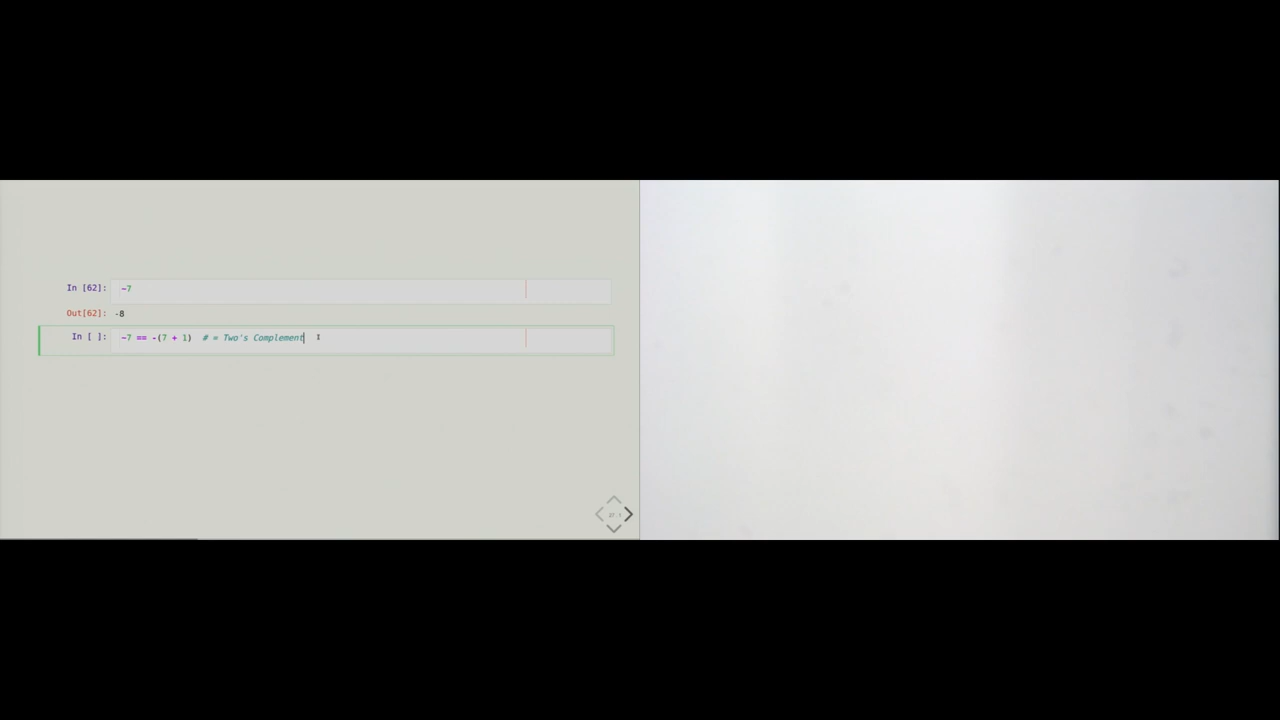 In [62]: ~7
Out[62]: -8
In [ ]: ~7 == -(7 + 1)  # = Two's Complement